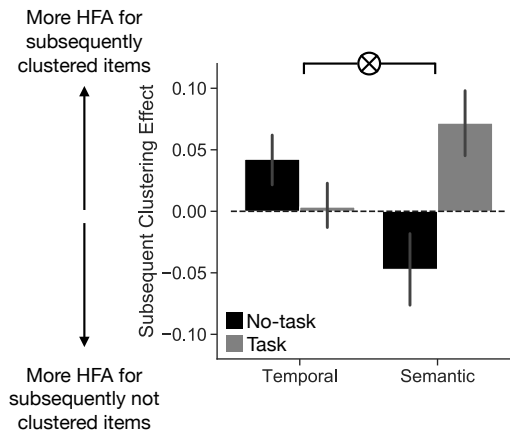 More HFA for
subsequently
clustered items
Subsequent Clustering Effect
0.10
0.05
0.00
−0.05
−0.10
No-task
Task
Temporal
Semantic
More HFA for
subsequently not
clustered items